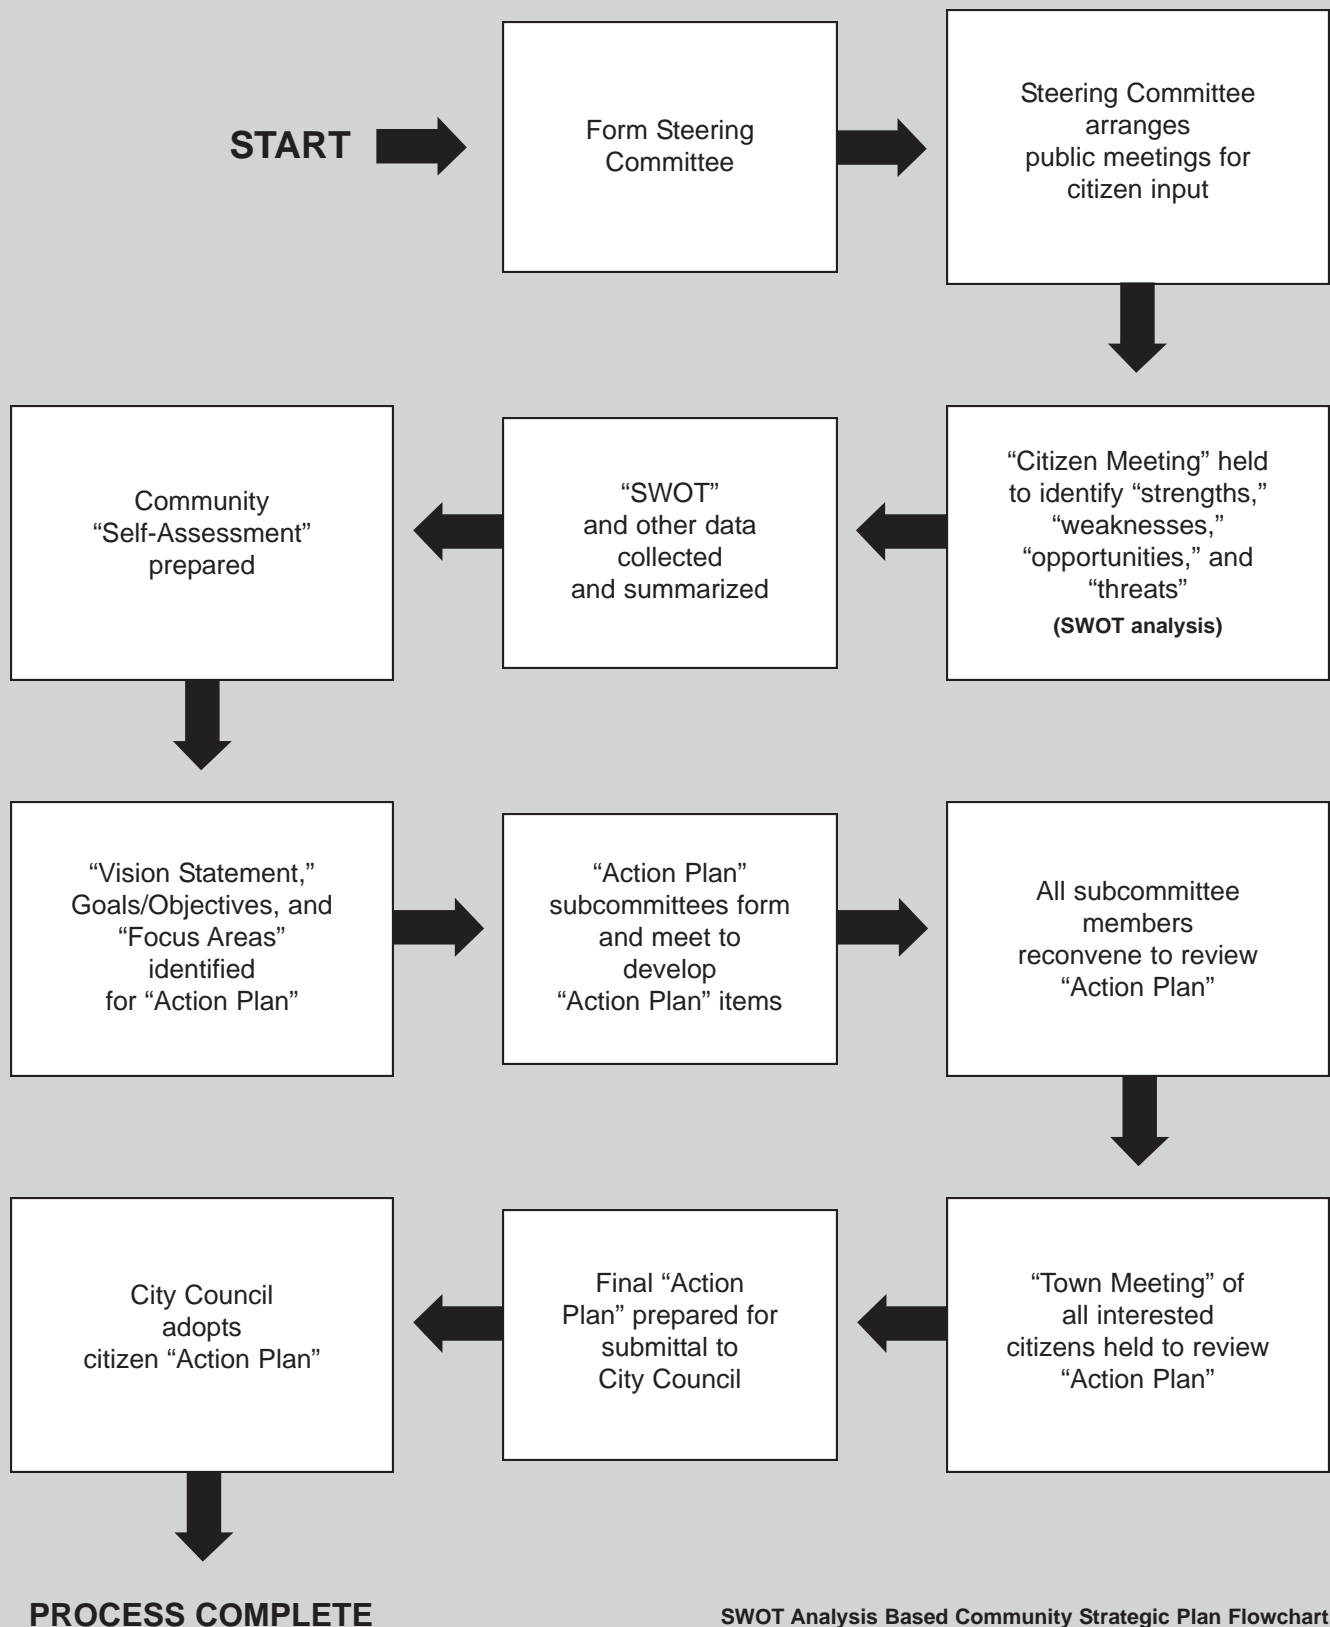 START
Form Steering
Committee
Steering Committee
arranges
public meetings for
citizen input
“Citizen Meeting” held
to identify “strengths,”
“weaknesses,”
“opportunities,” and
“threats”
(SWOT analysis)
“SWOT”
and other data
collected
and summarized
Community
“Self-Assessment”
prepared
“Vision Statement,”
Goals/Objectives, and
“Focus Areas”
identified
for “Action Plan”
“Action Plan”
subcommittees form
and meet to
develop
“Action Plan” items
All subcommittee
members
reconvene to review
“Action Plan”
“Town Meeting” of
all interested
citizens held to review
“Action Plan”
Final “Action
Plan” prepared for
submittal to
City Council
City Council
adopts
citizen “Action Plan”
PROCESS COMPLETE
SWOT Analysis Based Community Strategic Plan Flowchart